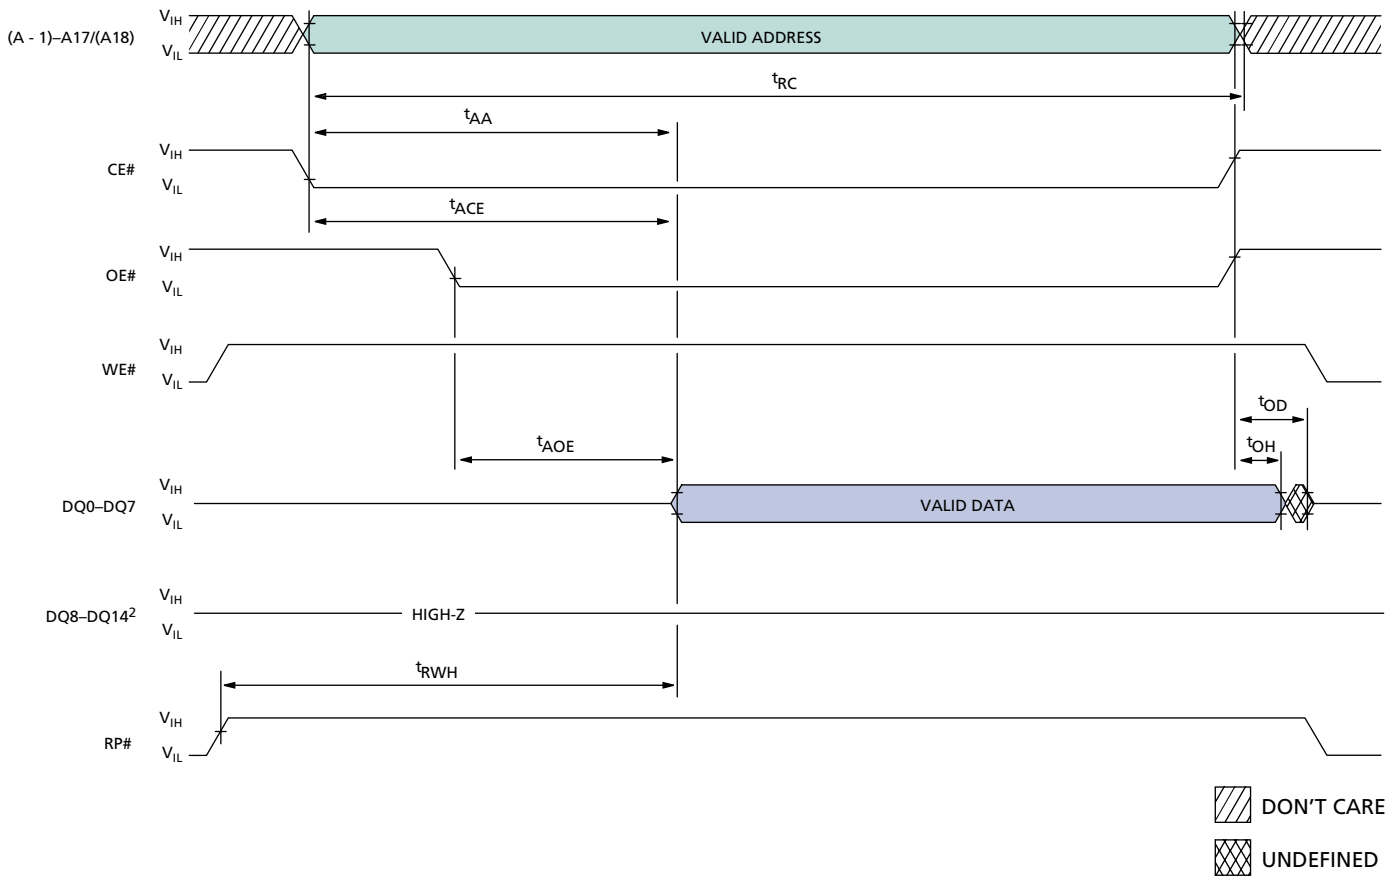 (A - 1)–A17/(A18)
VIH
VIL
VALID ADDRESS
tRC
tAA
CE#
VIH
VIL
tACE
OE#
VIH
VIL
WE#
VIH
VIL
tOD
tAOE
tOH
DQ0–DQ7
VIH
VIL
VALID DATA
DQ8–DQ14²
VIH
VIL
HIGH-Z
tRWH
RP#
VIH
VIL
DON'T CARE
UNDEFINED